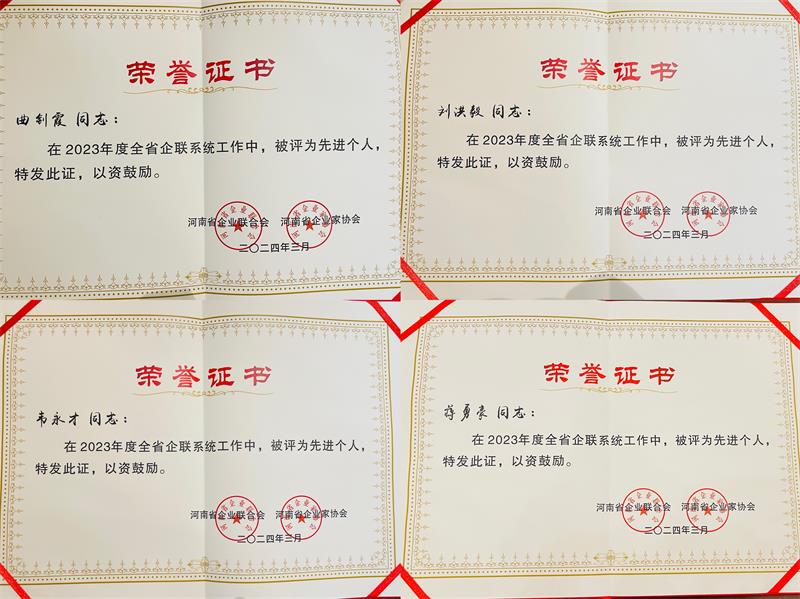 荣誉证书
曲剑霞 同志：
在2023年度全省企联系统工作中，被评为先进个人，
特发此证，以资鼓励。
河南省企业联合会 河南省企业家协会
二〇二四年三月
荣誉证书
刘洪毅 同志：
在2023年度全省企联系统工作中，被评为先进个人，
特发此证，以资鼓励。
河南省企业联合会 河南省企业家协会
二〇二四年三月
荣誉证书
韦永才 同志：
在2023年度全省企联系统工作中，被评为先进个人，
特发此证，以资鼓励。
河南省企业联合会 河南省企业家协会
二〇二四年三月
荣誉证书
勇豪 同志：
在2023年度全省企联系统工作中，被评为先进个人，
特发此证，以资鼓励。
河南省企业联合会 河南省企业家协会
二〇二四年三月